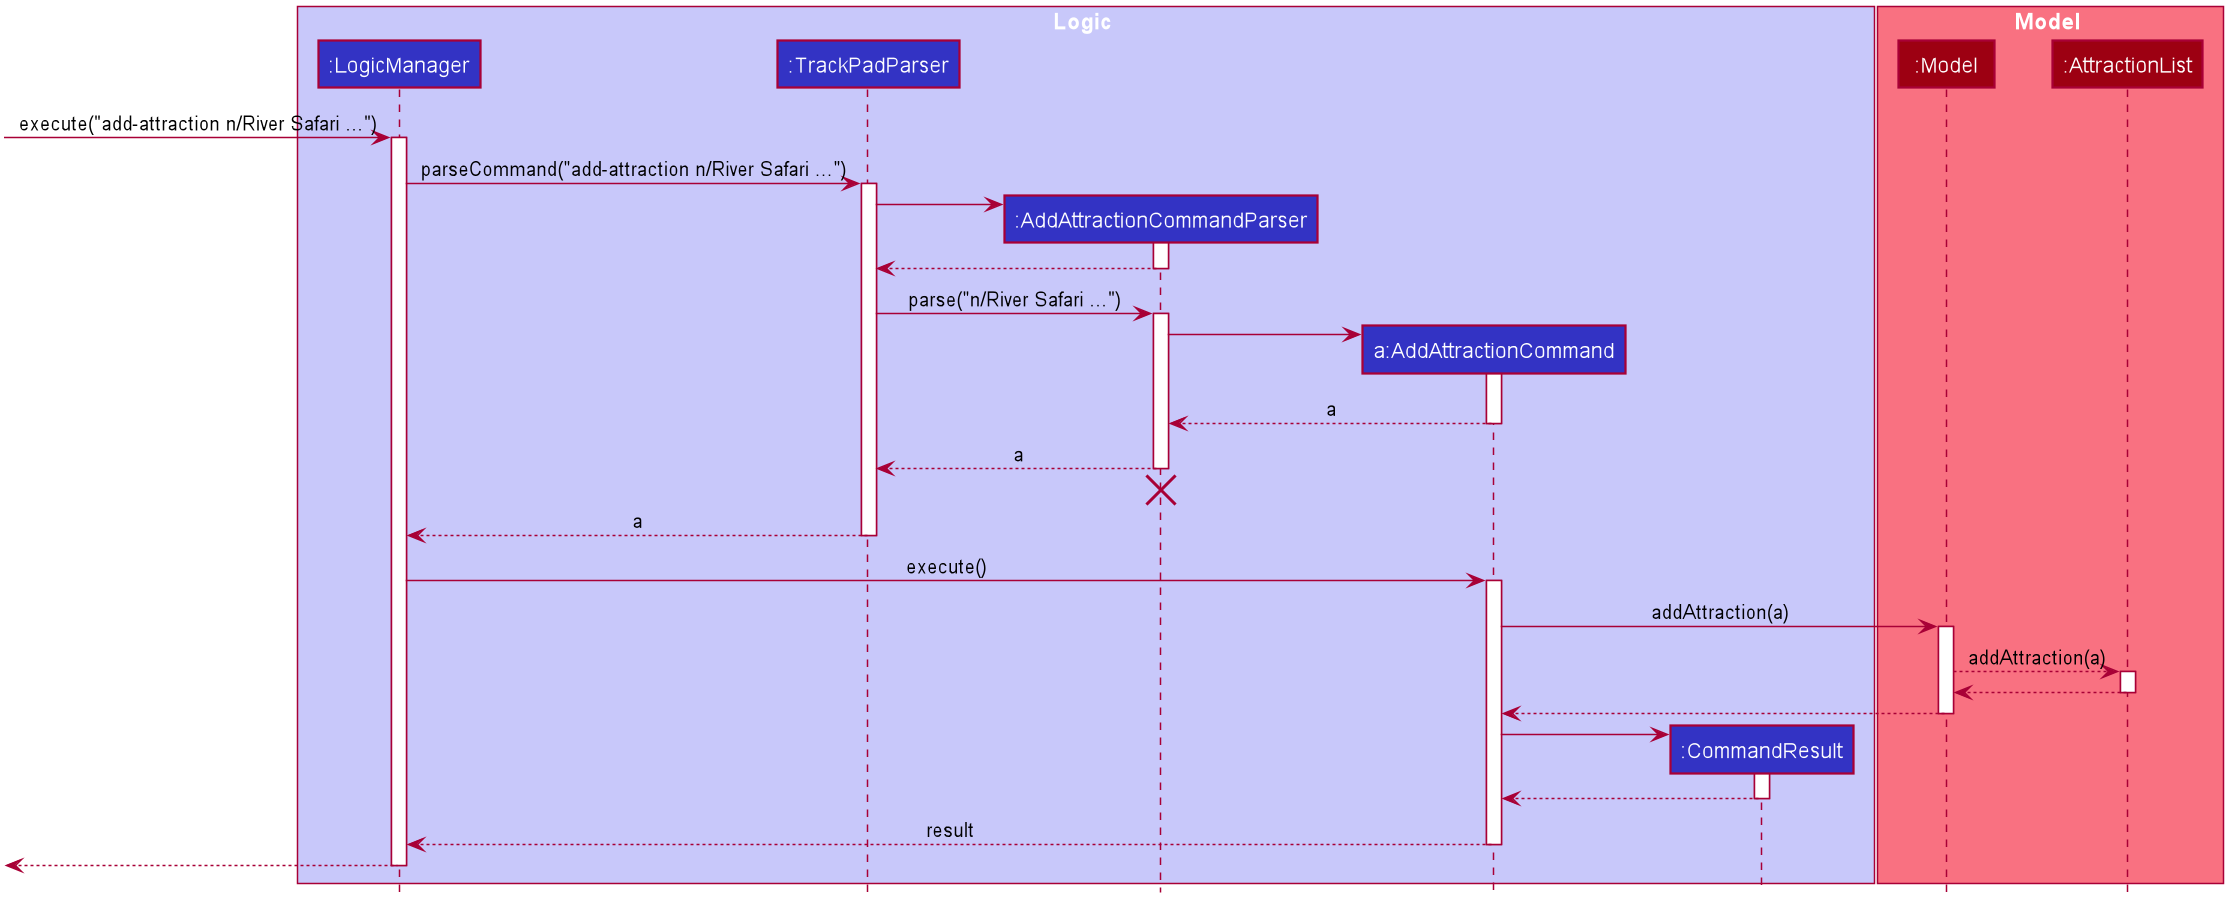 Logic
Model
:LogicManager
:TrackPadParser
:Model
:AttractionList
execute("add-attraction n/River Safari ...")
parseCommand("add-attraction n/River Safari ...")
:AddAttractionCommandParser
parse("n/River Safari ...")
a:AddAttractionCommand
a
a
a
execute()
addAttraction(a)
addAttraction(a)
:CommandResult
result